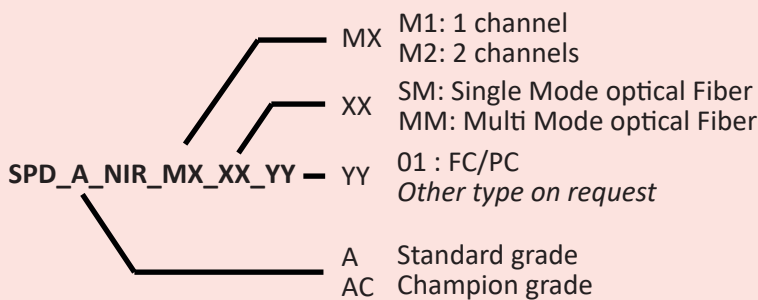 MX M1: 1 channel
M2: 2 channels
XX SM: Single Mode optical Fiber
MM: Multi Mode optical Fiber
SPD_A_NIR_MX_XX_YY YY 01 : FC/PC
Other type on request
A Standard grade
AC Champion grade